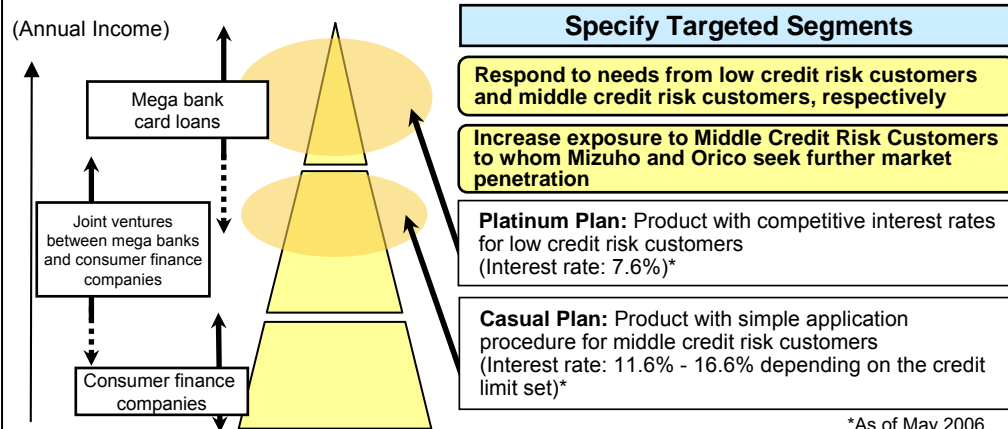 (Annual Income)
Mega bank
card loans
Joint ventures
between mega banks
and consumer finance
companies
Consumer finance
companies
Specify Targeted Segments
Respond to needs from low credit risk customers
and middle credit risk customers, respectively
Increase exposure to Middle Credit Risk Customers
to whom Mizuho and Orico seek further market
penetration
Platinum Plan: Product with competitive interest rates
for low credit risk customers
(Interest rate: 7.6%)*
Casual Plan: Product with simple application
procedure for middle credit risk customers
(Interest rate: 11.6% - 16.6% depending on the credit
limit set)*
*As of May 2006